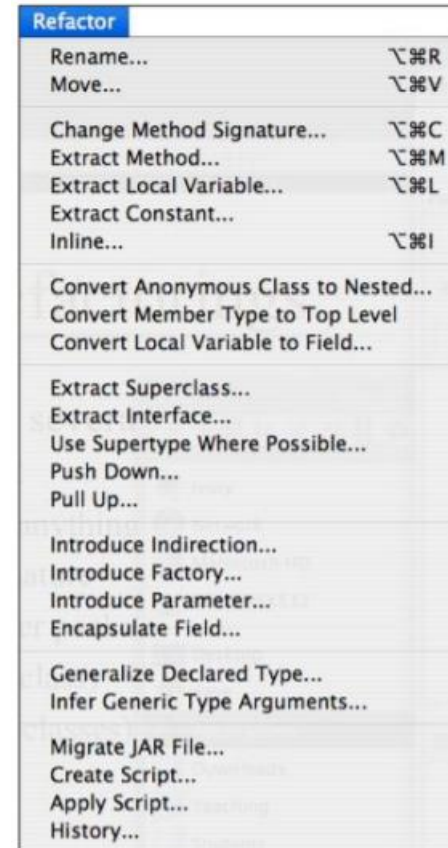 Refactor
Rename... ⌥⌘R
Move... ⌥⌘V
Change Method Signature... ⌥⌘C
Extract Method... ⌥⌘M
Extract Local Variable... ⌥⌘L
Extract Constant...
Inline... ⌥⌘I
Convert Anonymous Class to Nested...
Convert Member Type to Top Level
Convert Local Variable to Field...
Extract Superclass...
Extract Interface...
Use Supertype Where Possible...
Push Down...
Pull Up...
Introduce Indirection...
Introduce Factory...
Introduce Parameter...
Encapsulate Field...
Generalize Declared Type...
Infer Generic Type Arguments...
Migrate JAR File...
Create Script...
Apply Script...
History...